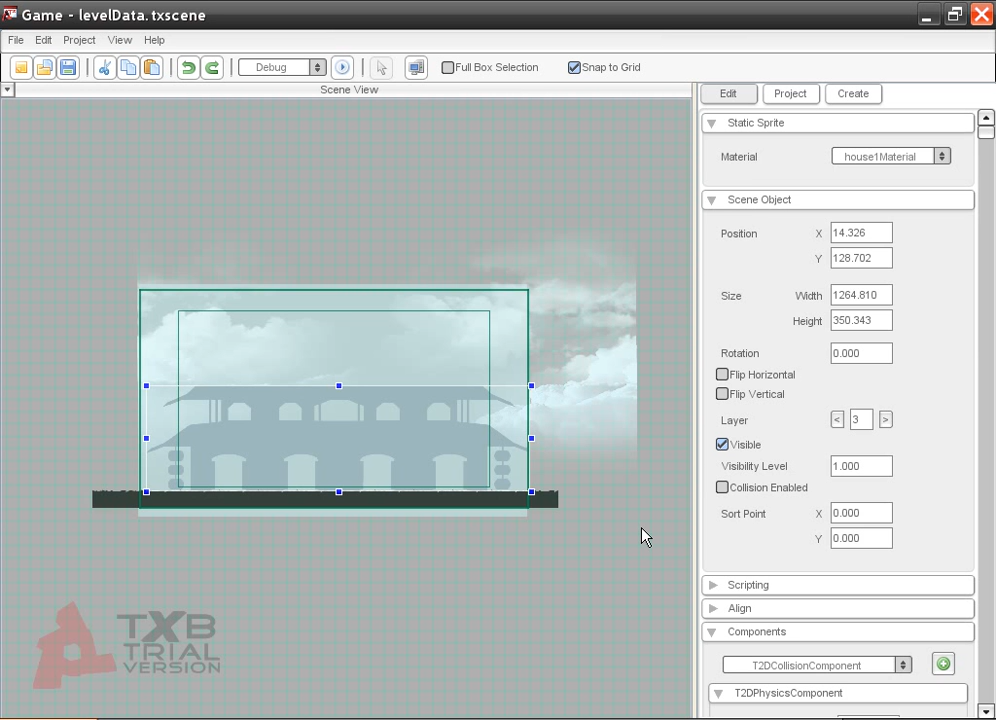 Game - levelData.txscene
File Edit Project View Help
Debug Full Box Selection Snap to Grid
Scene View
Edit Project Create
Static Sprite
Material house1Material
Scene Object
Position X 14.326
Y 128.702
Size Width 1264.810
Height 350.343
Rotation 0.000
Flip Horizontal
Flip Vertical
Layer < 3 >
Visible
Visibility Level 1.000
Collision Enabled
Sort Point X 0.000
Y 0.000
Scripting
Align
Components
T2DCollisionComponent
T2DPhysicsComponent
TXB
TRIAL
VERSION